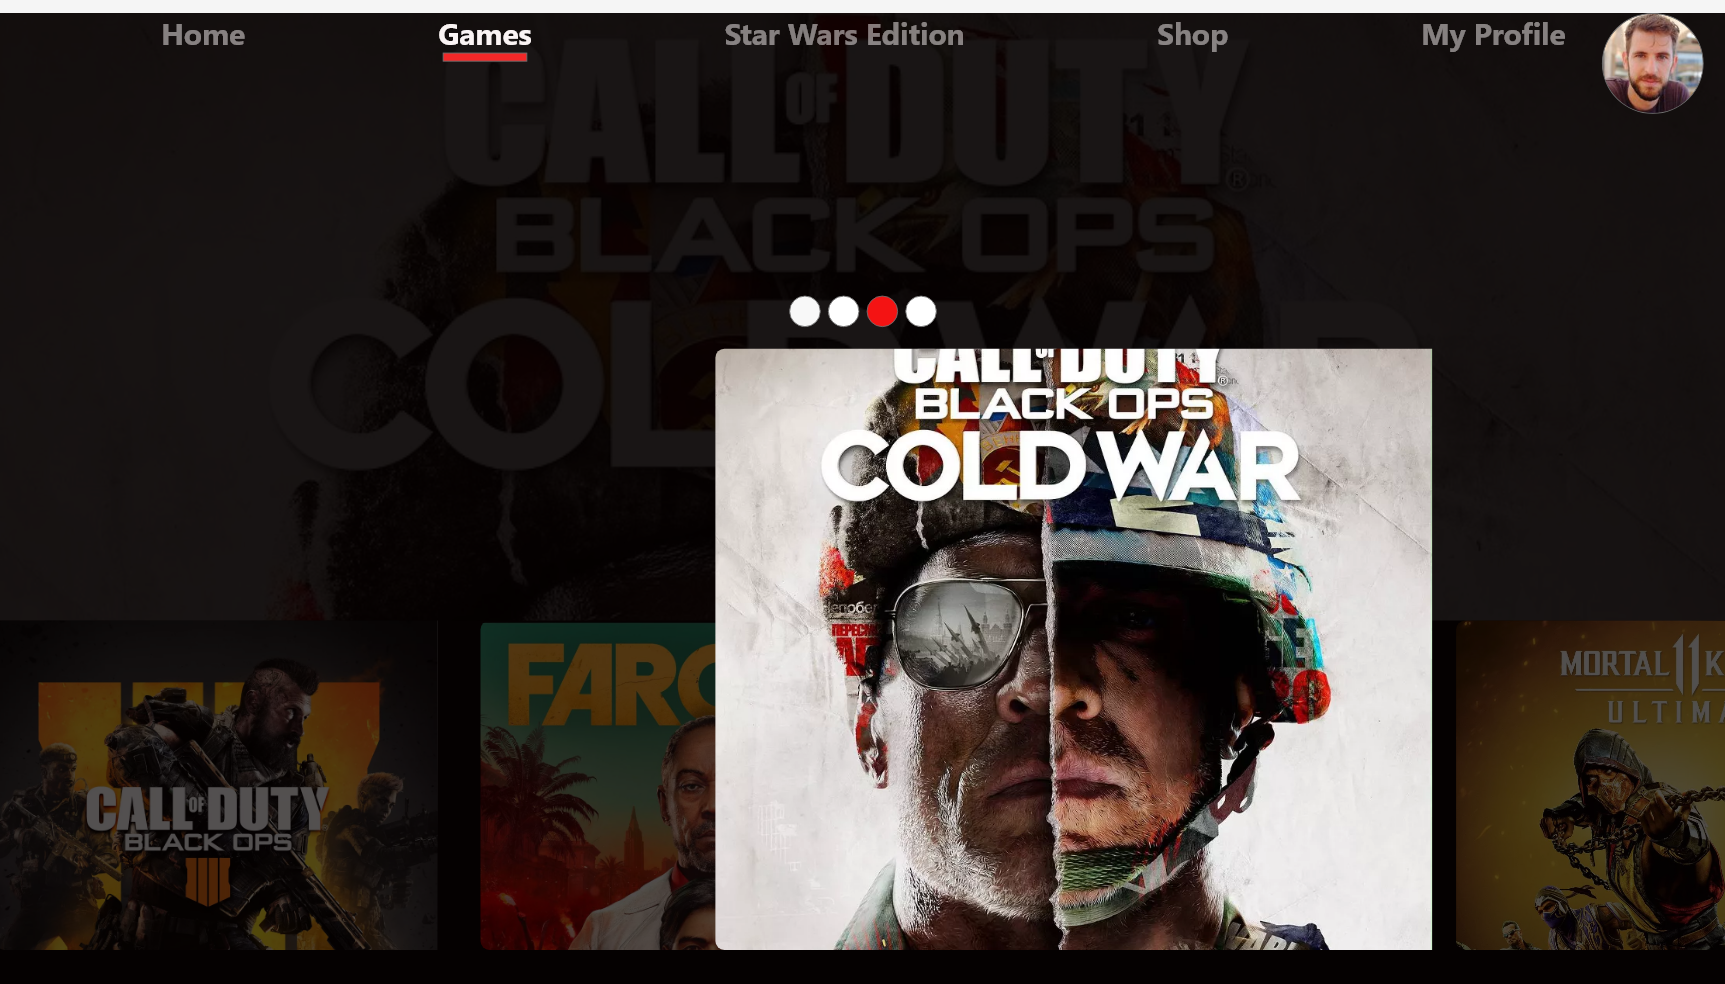 Home
Games
Star Wars Edition
Shop
My Profile
CALL OF DUTY®
BLACK OPS
COLD WAR
CALL OF DUTY®
BLACK OPS
COLD WAR
FARC
CALL OF DUTY
BLACK OPS
IIII
MORTAL 11 K
ULTIMA